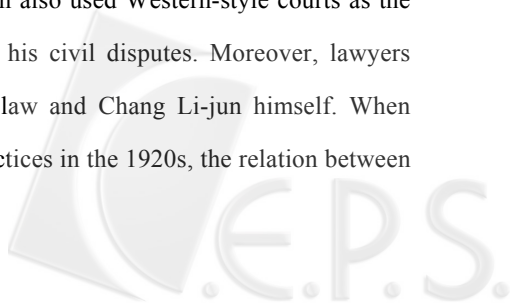 also used Western-style courts as the
his civil disputes. Moreover, lawyers
law and Chang Li-jun himself. When
in the 1920s, the relation between
C.E.P.S.